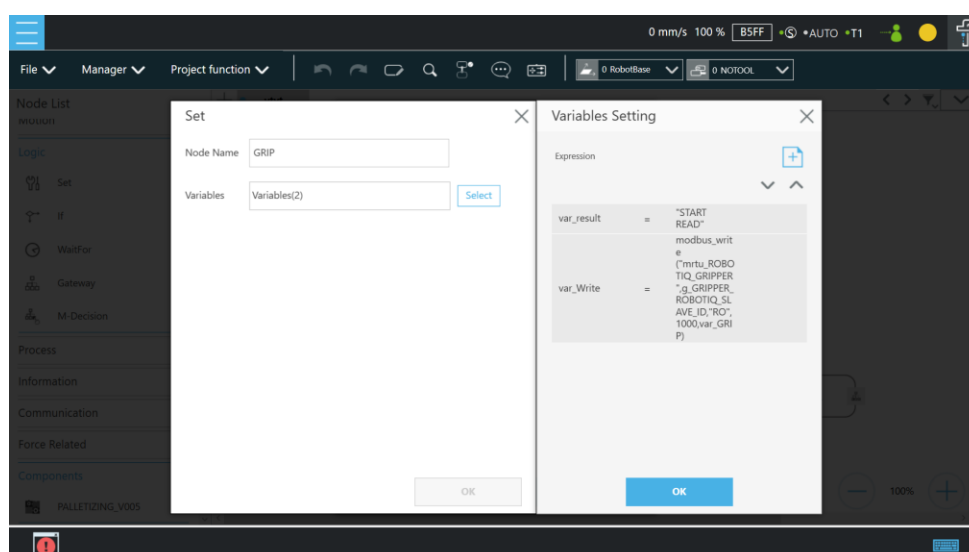 0 mm/s 100 % B5FF •Ⓢ •AUTO •T1
File Manager Project function 0 RobotBase 0 NOTOOL
Node List
Motion
Logic
Set
If
WaitFor
Gateway
M-Decision
Process
Information
Communication
Force Related
Components
PALLETIZING_V005
Set
Node Name GRIP
Variables Variables(2) Select
OK
Variables Setting
Expression
var_result = "START
READ"
var_Write = modbus_writ
e
("mrtu_ROBO
TIQ_GRIPPER
",g_GRIPPER_
ROBOTIQ_SL
AVE_ID,"RO",
1000,var_GRI
P)
OK
100%